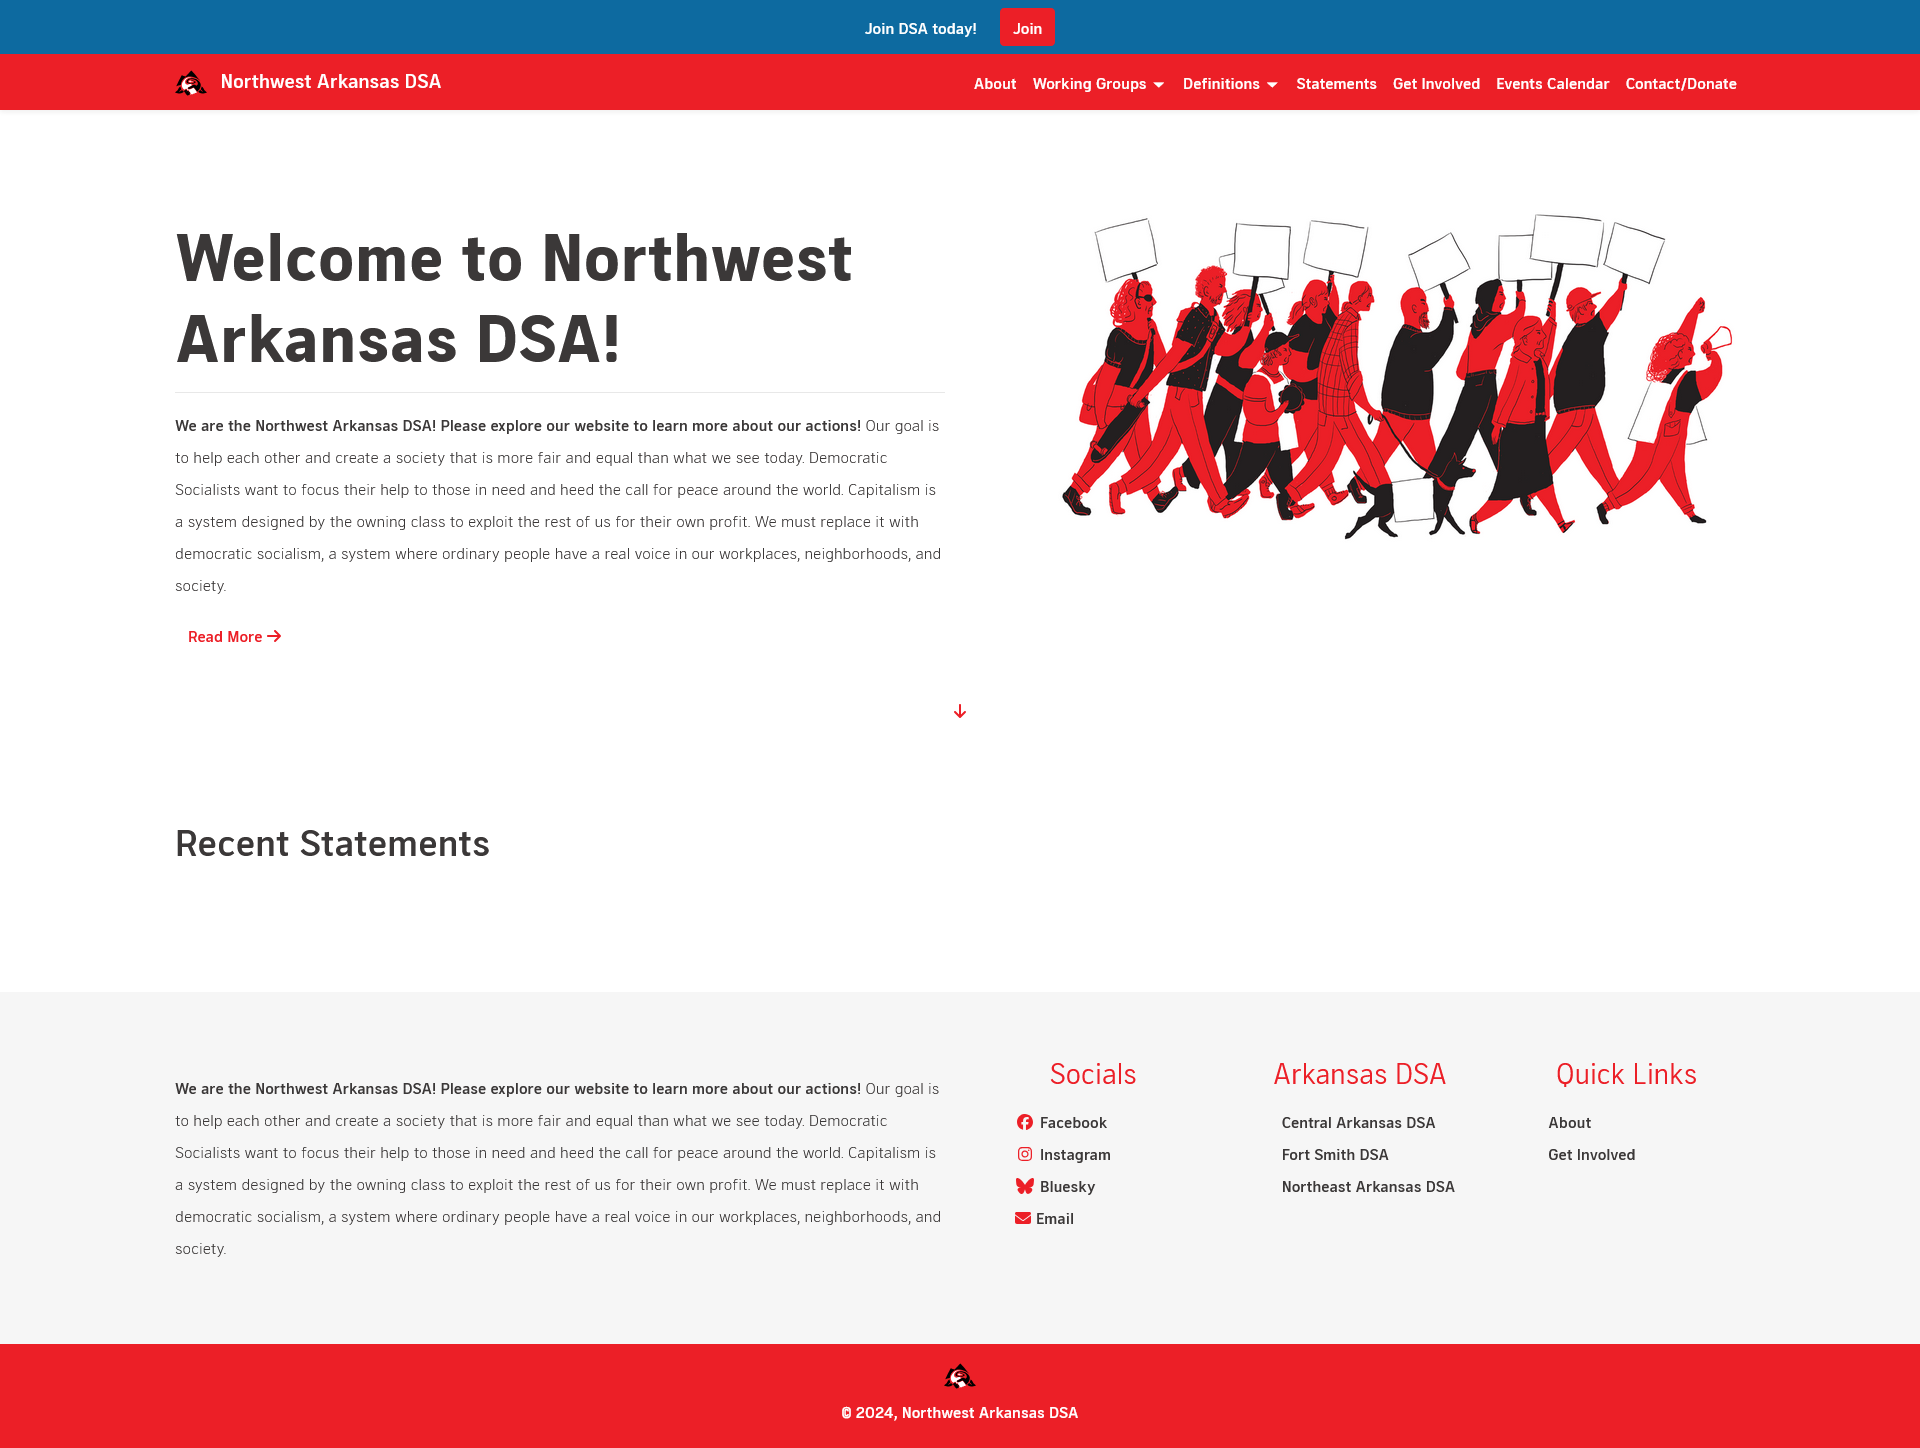 Join DSA today! Join
Northwest Arkansas DSA
About Working Groups Definitions Statements Get Involved Events Calendar Contact/Donate
Welcome to Northwest
Arkansas DSA!
We are the Northwest Arkansas DSA! Please explore our website to learn more about our actions! Our goal is
to help each other and create a society that is more fair and equal than what we see today. Democratic
Socialists want to focus their help to those in need and heed the call for peace around the world. Capitalism is
a system designed by the owning class to exploit the rest of us for their own profit. We must replace it with
democratic socialism, a system where ordinary people have a real voice in our workplaces, neighborhoods, and
society.
Read More
Recent Statements
We are the Northwest Arkansas DSA! Please explore our website to learn more about our actions! Our goal is
to help each other and create a society that is more fair and equal than what we see today. Democratic
Socialists want to focus their help to those in need and heed the call for peace around the world. Capitalism is
a system designed by the owning class to exploit the rest of us for their own profit. We must replace it with
democratic socialism, a system where ordinary people have a real voice in our workplaces, neighborhoods, and
society.
Socials
Facebook
Instagram
Bluesky
Email
Arkansas DSA
Central Arkansas DSA
Fort Smith DSA
Northeast Arkansas DSA
Quick Links
About
Get Involved
© 2024, Northwest Arkansas DSA